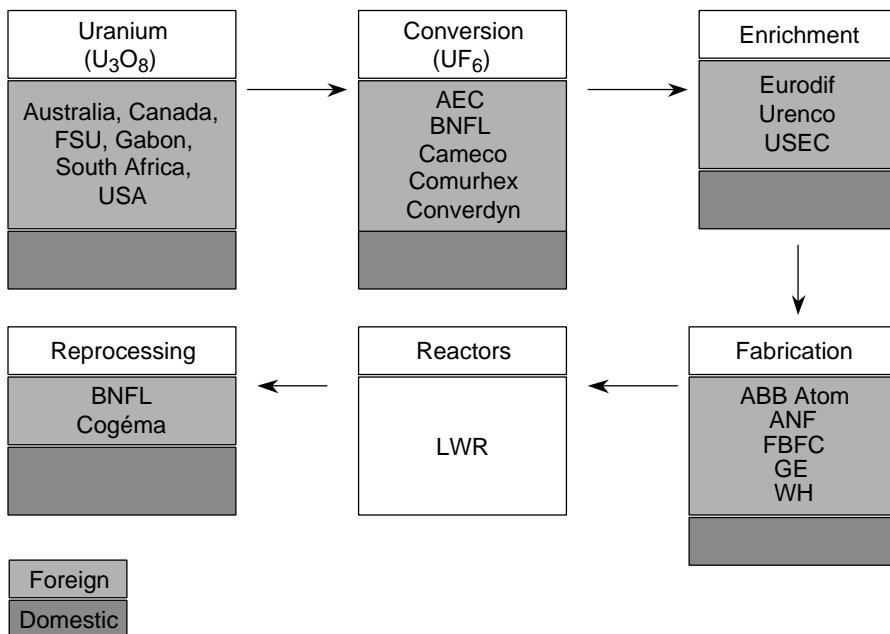 Uranium
(U3O8)
Australia, Canada,
FSU, Gabon,
South Africa,
USA
Conversion
(UF6)
AEC
BNFL
Cameco
Comurhex
Converdyn
Enrichment
Eurodif
Urenco
USEC
Reprocessing
BNFL
Cogéma
Reactors
LWR
Fabrication
ABB Atom
ANF
FBFC
GE
WH
Foreign
Domestic